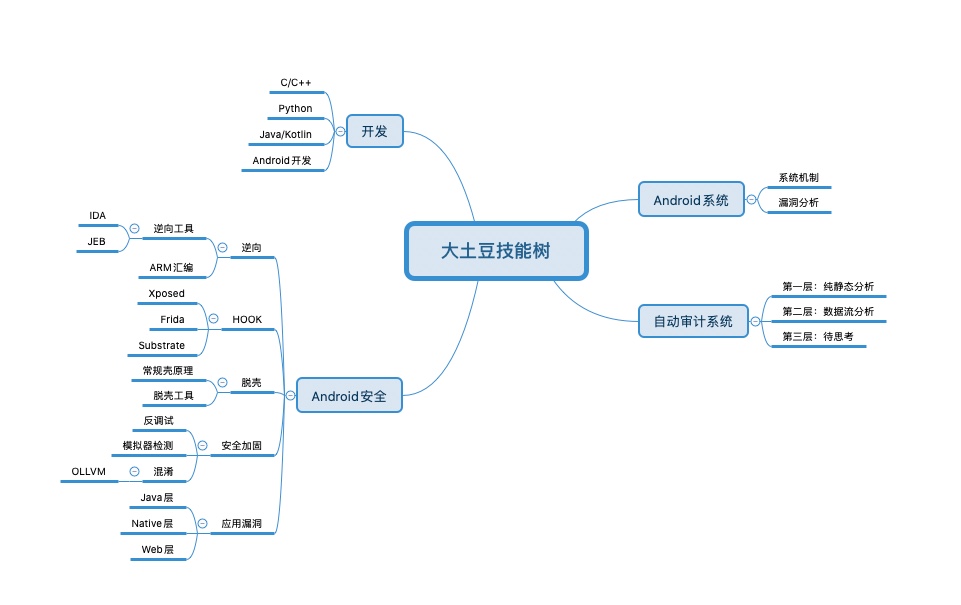 大土豆技能树
开发
C/C++
Python
Java/Kotlin
Android开发
Android系统
系统机制
漏洞分析
自动审计系统
第一层：纯静态分析
第二层：数据流分析
第三层：待思考
Android安全
逆向
逆向工具
IDA
JEB
ARM汇编
HOOK
Xposed
Frida
Substrate
脱壳
常规壳原理
脱壳工具
安全加固
反调试
模拟器检测
混淆
OLLVM
应用漏洞
Java层
Native层
Web层